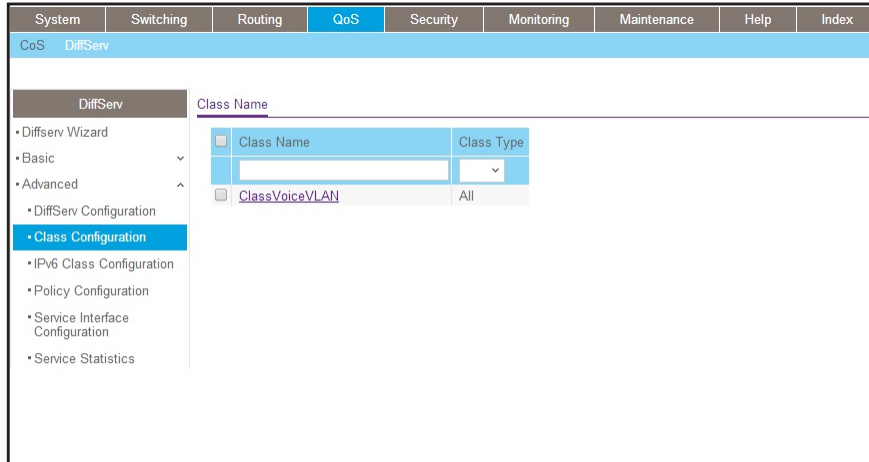 System Switching Routing QoS Security Monitoring Maintenance Help Index
CoS DiffServ
DiffServ
Class Name
Diffserv Wizard
Basic
Advanced
DiffServ Configuration
Class Configuration
IPv6 Class Configuration
Policy Configuration
Service Interface
Configuration
Service Statistics
Class Name Class Type
ClassVoiceVLAN All